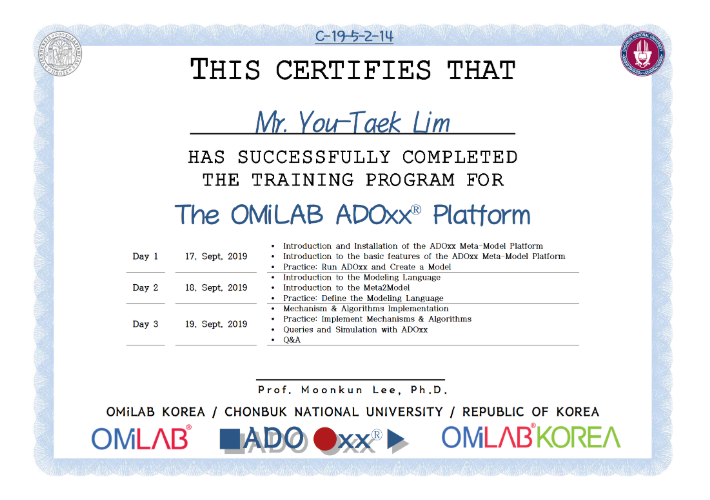 C-19-5-2-14
THIS CERTIFIES THAT
Mr. You-Taek Lim
HAS SUCCESSFULLY COMPLETED
THE TRAINING PROGRAM FOR
The OMiLAB ADOxx® Platform
Day 1 17, Sept, 2019
• Introduction and Installation of the ADOxx Meta-Model Platform
• Introduction to the basic features of the ADOxx Meta-Model Platform
• Practice: Run ADOxx and Create a Model
Day 2 18, Sept, 2019
• Introduction to the Modeling Language
• Introduction to the Meta2Model
• Practice: Define the Modeling Language
Day 3 19, Sept, 2019
• Mechanism & Algorithms Implementation
• Practice: Implement Mechanisms & Algorithms
• Queries and Simulation with ADOxx
• Q&A
Prof. Moonkun Lee, Ph.D.
OMiLAB KOREA / CHONBUK NATIONAL UNIVERSITY / REPUBLIC OF KOREA
OMiLAB® ADOxx® OMiLAB®KOREA